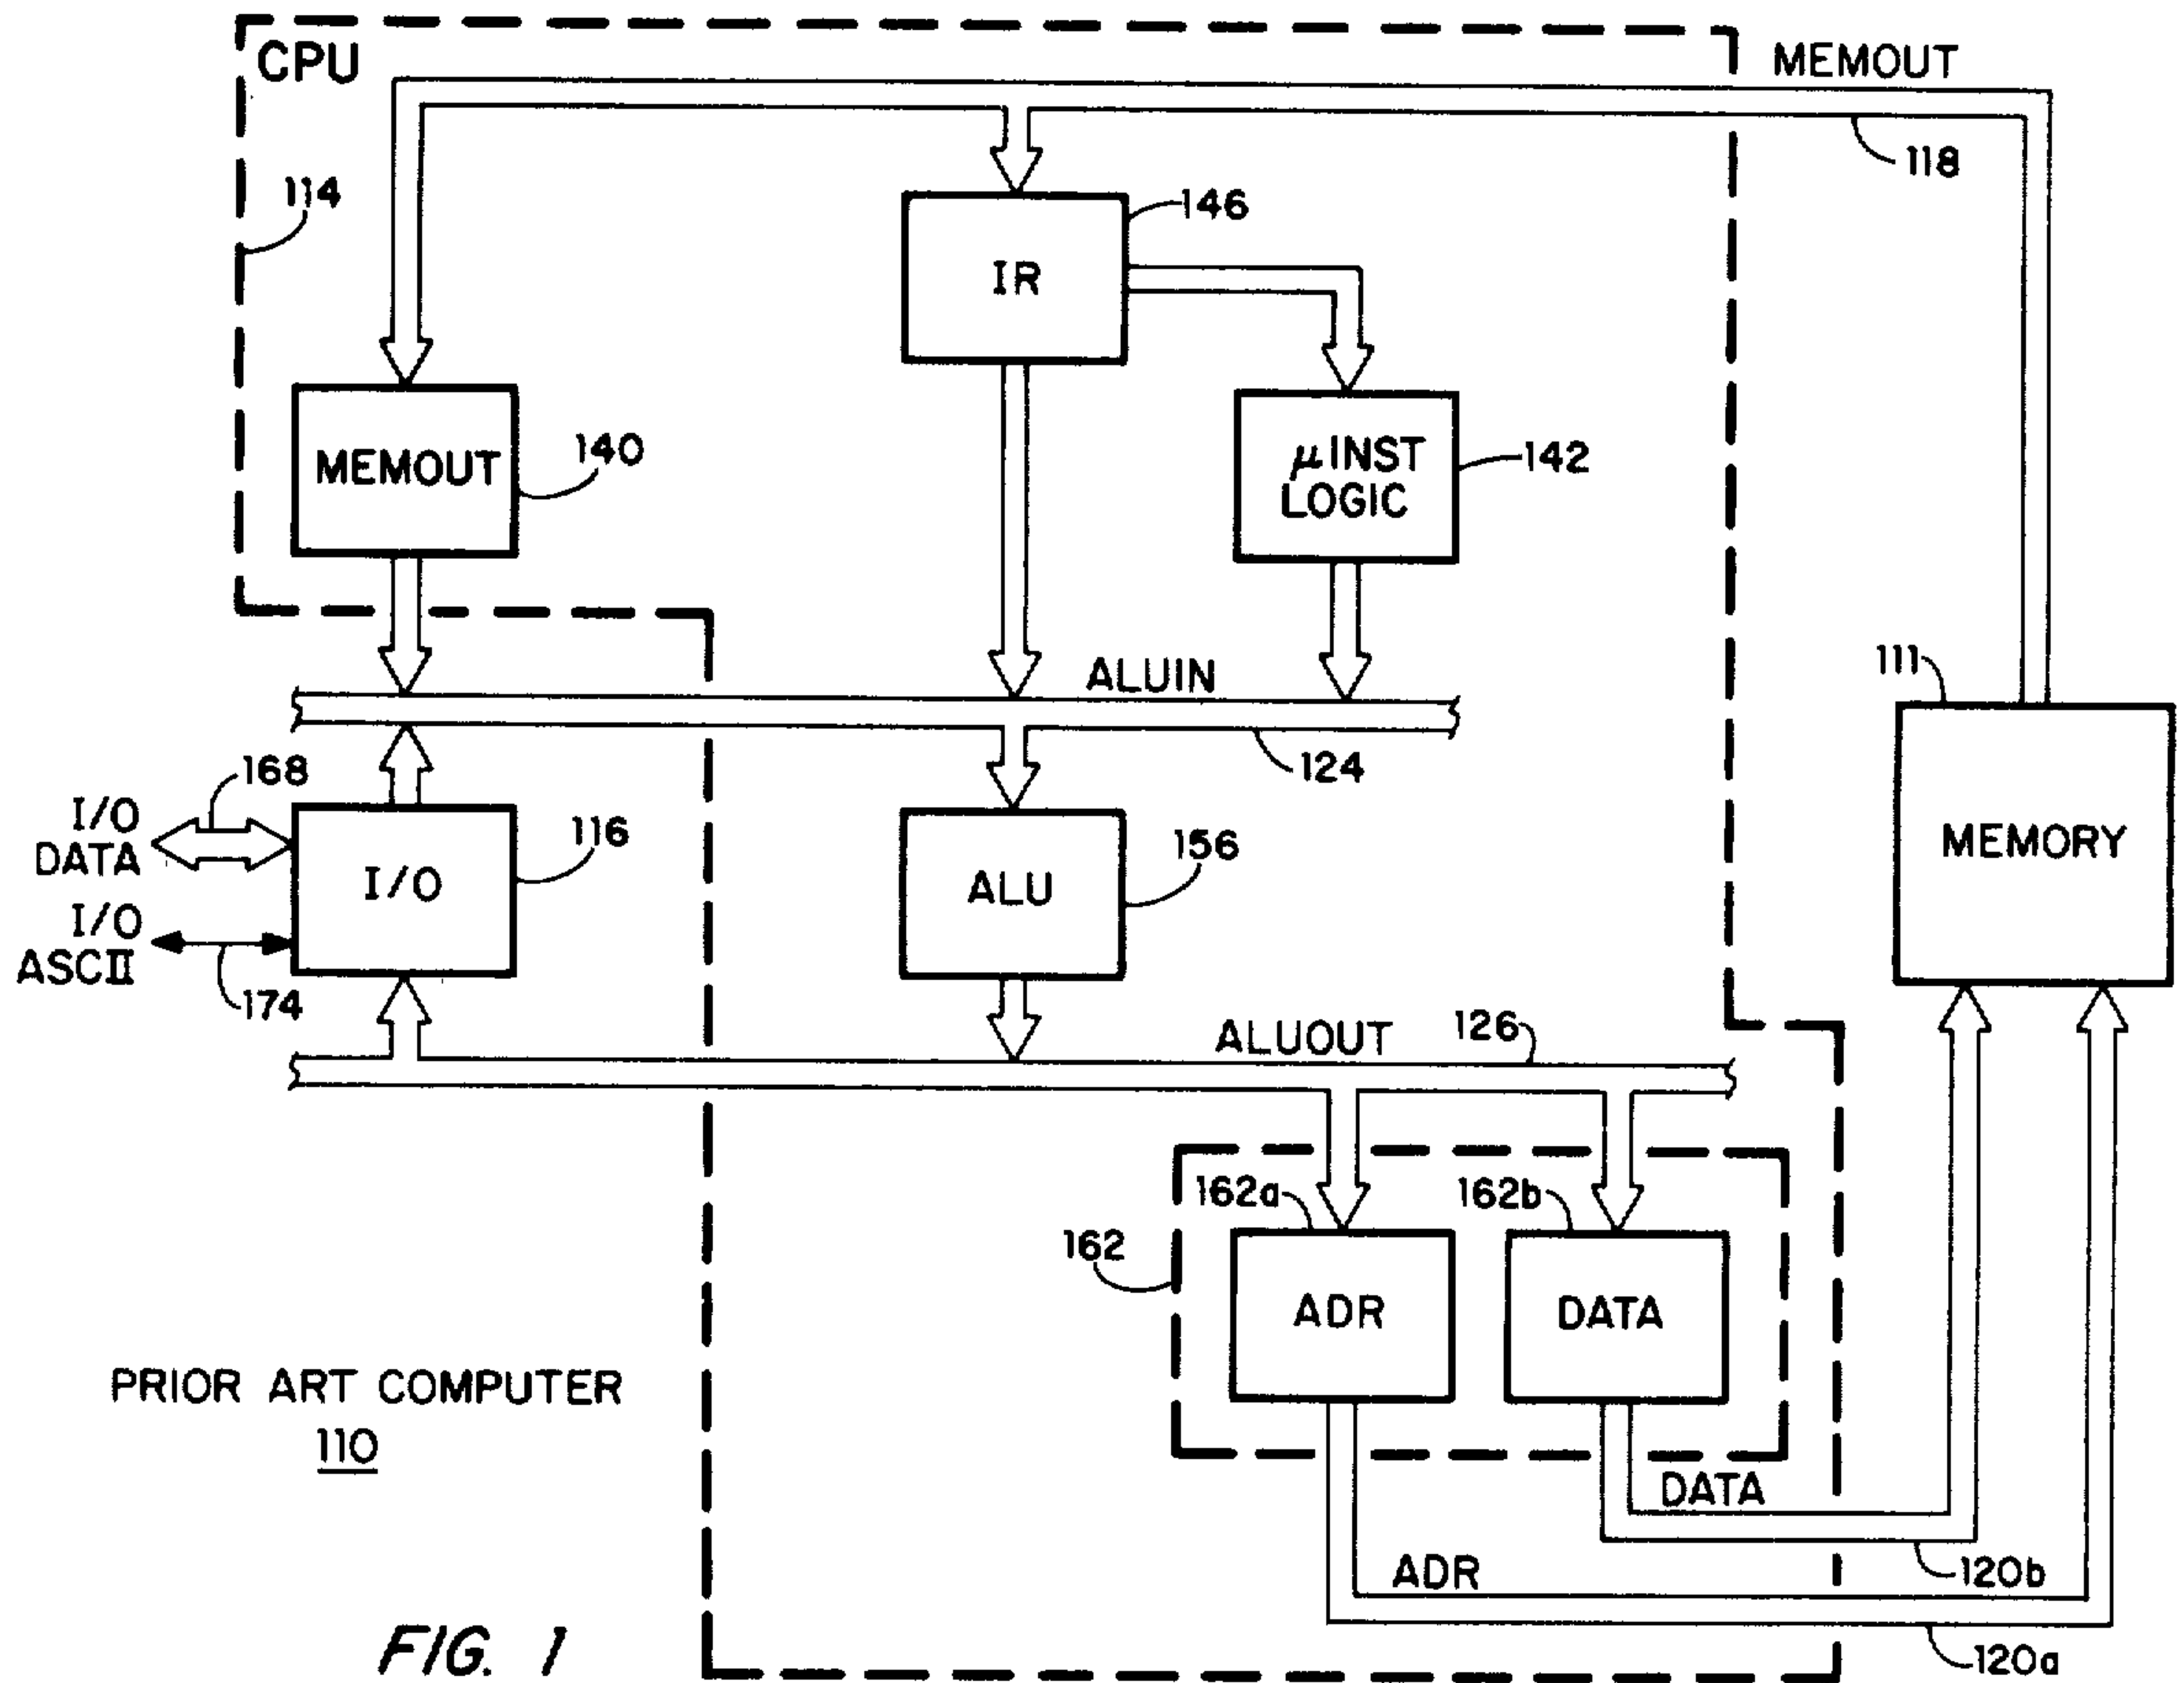 CPU
MEMOUT
118
114
146
IR
MEMOUT
140
μINST
LOGIC
142
ALUIN
124
111
MEMORY
168
I/O
DATA
I/O
116
I/O
ASCII
174
ALU
156
ALUOUT
126
162a
162b
162
ADR
DATA
PRIOR ART COMPUTER
110
DATA
120b
ADR
120a
FIG. 1